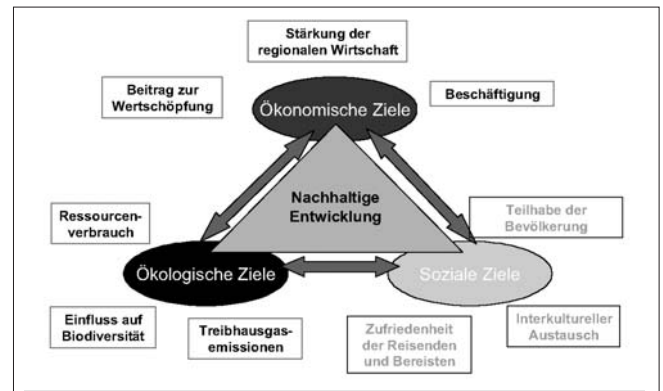 Stärkung der
regionalen Wirtschaft
Beitrag zur
Wertschöpfung
Ökonomische Ziele
Beschäftigung
Nachhaltige
Entwicklung
Ressourcen-
verbrauch
Teilhabe der
Bevölkerung
Ökologische Ziele
Soziale Ziele
Einfluss auf
Biodiversität
Treibhausgas-
emissionen
Zufriedenheit
der Reisenden
und Bereisten
Interkultureller
Austausch